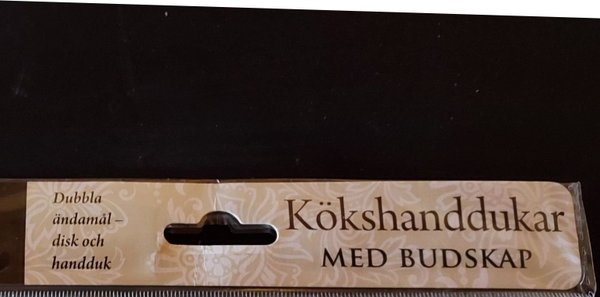 Dubbla
ändamål –
disk och
handduk
Kökshanddukar
MED BUDSKAP